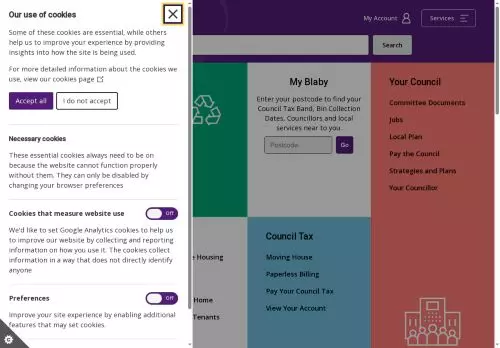 Our use of cookies
Some of these cookies are essential, while others
help us to improve your experience by providing
insights into how the site is being used.
For more detailed information about the cookies we
use, view our cookies page
Accept all
I do not accept
Necessary cookies
These essential cookies always need to be on
because the website cannot function properly
without them. They can only be disabled by
changing your browser preferences
Cookies that measure website use
Off
We'd like to set Google Analytics cookies to help us
to improve our website by collecting and reporting
information on how you use it. The cookies collect
information in a way that does not directly identify
anyone
Preferences
Off
Improve your site experience by enabling additional
features that may set cookies.
My Account
Services
Search
My Blaby
Enter your postcode to find your
Council Tax Band, Bin Collection
Dates, Councillors and local
services near to you.
Postcode
Go
Your Council
Committee Documents
Jobs
Local Plan
Pay the Council
Strategies and Plans
Your Councillor
Housing
Home
Tenants
Council Tax
Moving House
Paperless Billing
Pay Your Council Tax
View Your Account